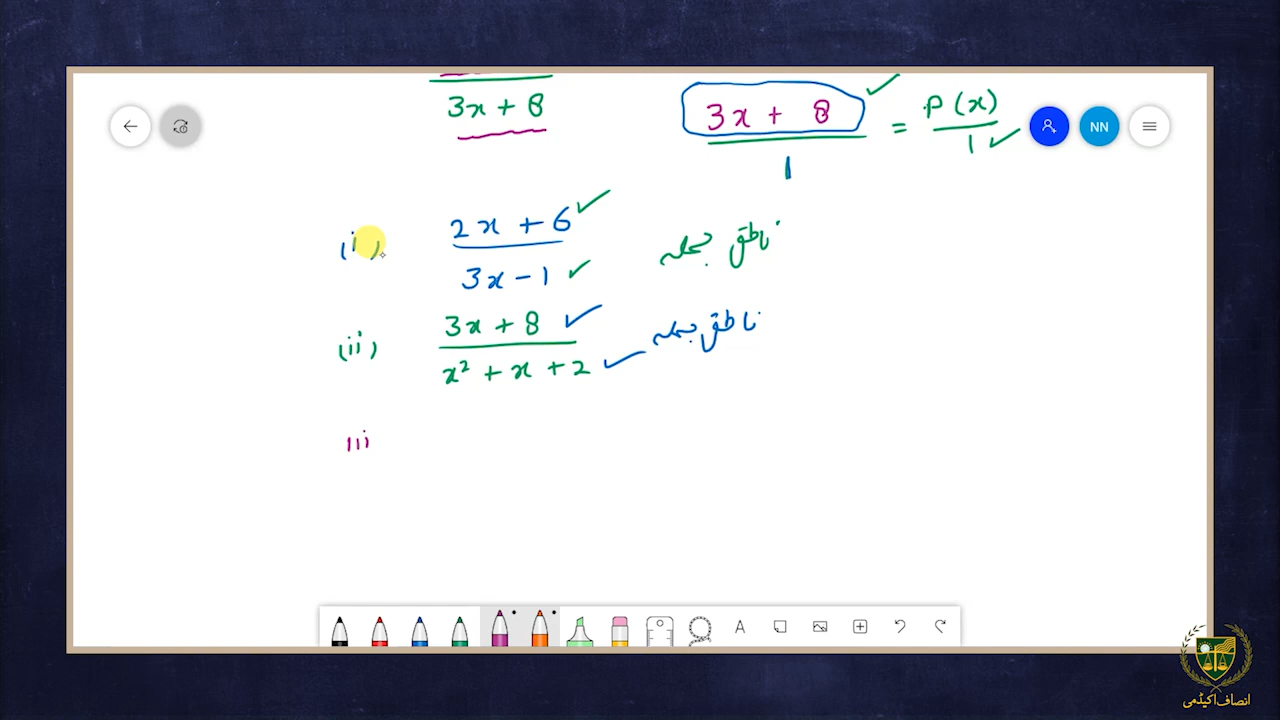 3x + 8
3x + 8 / 1 = P(x) / 1
NN
(i) 2x + 6 / 3x - 1 ناطق جملہ
(ii) 3x + 8 / x² + x + 2 ناطق جملہ
iii
A
انصاف اکیڈمی